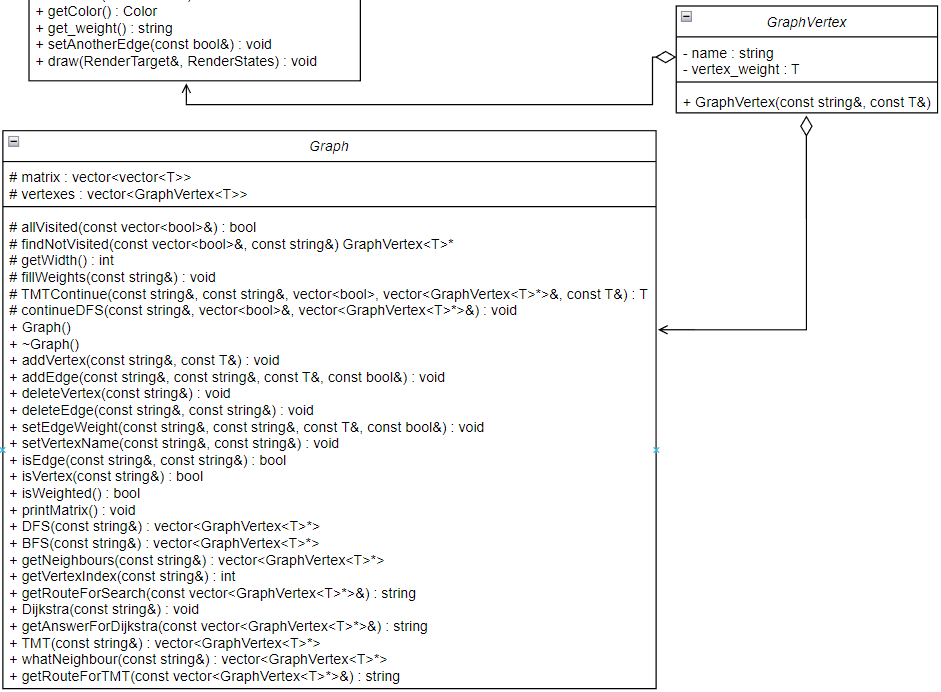 + getColor() : Color
+ get_weight() : string
+ setAnotherEdge(const bool&) : void
+ draw(RenderTarget&, RenderStates) : void
GraphVertex
- name : string
- vertex_weight : T
+ GraphVertex(const string&, const T&)
Graph
# matrix : vector<vector<T>>
# vertexes : vector<GraphVertex<T>>
# allVisited(const vector<bool>&) : bool
# findNotVisited(const vector<bool>&, const string&) GraphVertex<T>*
# getWidth() : int
# fillWeights(const string&) : void
# TMTContinue(const string&, const string&, vector<bool>, vector<GraphVertex<T>*>&, const T&) : T
# continueDFS(const string&, vector<bool>&, vector<GraphVertex<T>*>&) : void
+ Graph()
+ ~Graph()
+ addVertex(const string&, const T&) : void
+ addEdge(const string&, const string&, const T&, const bool&) : void
+ deleteVertex(const string&) : void
+ deleteEdge(const string&, const string&) : void
+ setEdgeWeight(const string&, const string&, const T&, const bool&) : void
+ setVertexName(const string&, const string&) : void
+ isEdge(const string&, const string&) : bool
+ isVertex(const string&) : bool
+ isWeighted() : bool
+ printMatrix() : void
+ DFS(const string&) : vector<GraphVertex<T>*>
+ BFS(const string&) : vector<GraphVertex<T>*>
+ getNeighbours(const string&) : vector<GraphVertex<T>*>
+ getVertexIndex(const string&) : int
+ getRouteForSearch(const vector<GraphVertex<T>*>&) : string
+ Dijkstra(const string&) : void
+ getAnswerForDijkstra(const vector<GraphVertex<T>*>&) : string
+ TMT(const string&) : vector<GraphVertex<T>*>
+ whatNeighbour(const string&) : vector<GraphVertex<T>*>
+ getRouteForTMT(const vector<GraphVertex<T>*>&) : string